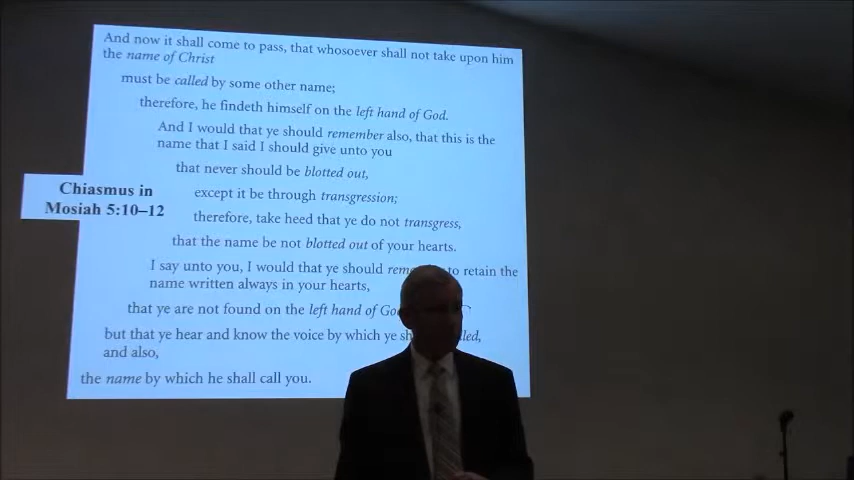 And now it shall come to pass, that whosoever shall not take upon him
the name of Christ
must be called by some other name;
therefore, he findeth himself on the left hand of God.
And I would that ye should remember also, that this is the
name that I said I should give unto you
that never should be blotted out,
except it be through transgression;
Chiasmus in
Mosiah 5:10–12
therefore, take heed that ye do not transgress,
that the name be not blotted out of your hearts.
I say unto you, I would that ye should to retain the
name written always in your hearts,
that ye are not found on the left hand of
but that ye hear and know the voice by which ye
and also,
the name by which he shall call you.